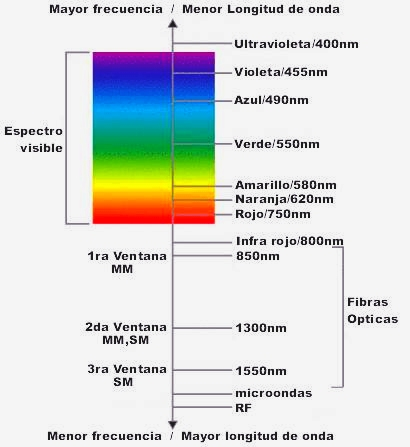 Mayor frecuencia / Menor Longitud de onda
Ultravioleta/400nm
Violeta/455nm
Azul/490nm
Espectro
visible
Verde/550nm
Amarillo/580nm
Naranja/620nm
Rojo/750nm
Infra rojo/800nm
1ra Ventana
MM
850nm
Fibras
Opticas
2da Ventana
MM,SM
1300nm
3ra Ventana
SM
1550nm
microondas
RF
Menor frecuencia / Mayor longitud de onda